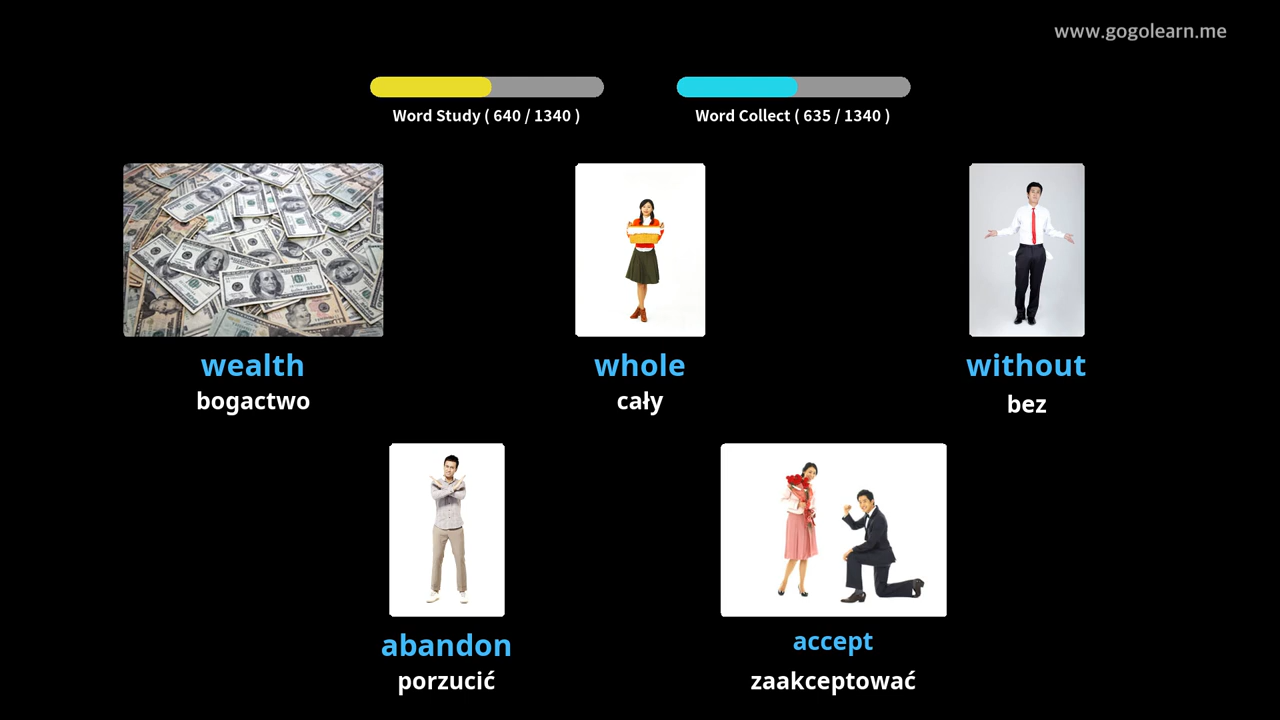 www.gogolearn.me
Word Study ( 640 / 1340 )
Word Collect ( 635 / 1340 )
wealth
bogactwo
whole
cały
without
bez
abandon
porzucić
accept
zaakceptować